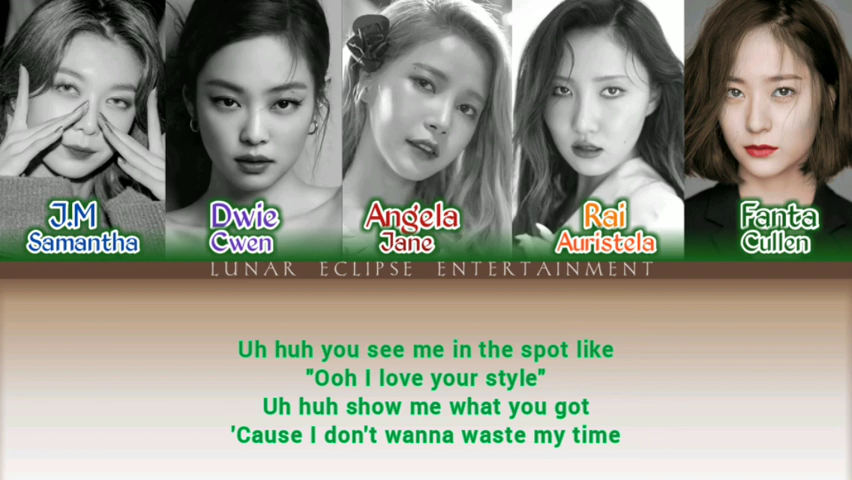 J.M
Samantha
Dwie
Cwen
Angela
Jane
Rai
Auristela
Fanta
Cullen
LUNAR ECLIPSE ENTERTAINMENT
Uh huh you see me in the spot like
"Ooh I love your style"
Uh huh show me what you got
'Cause I don't wanna waste my time